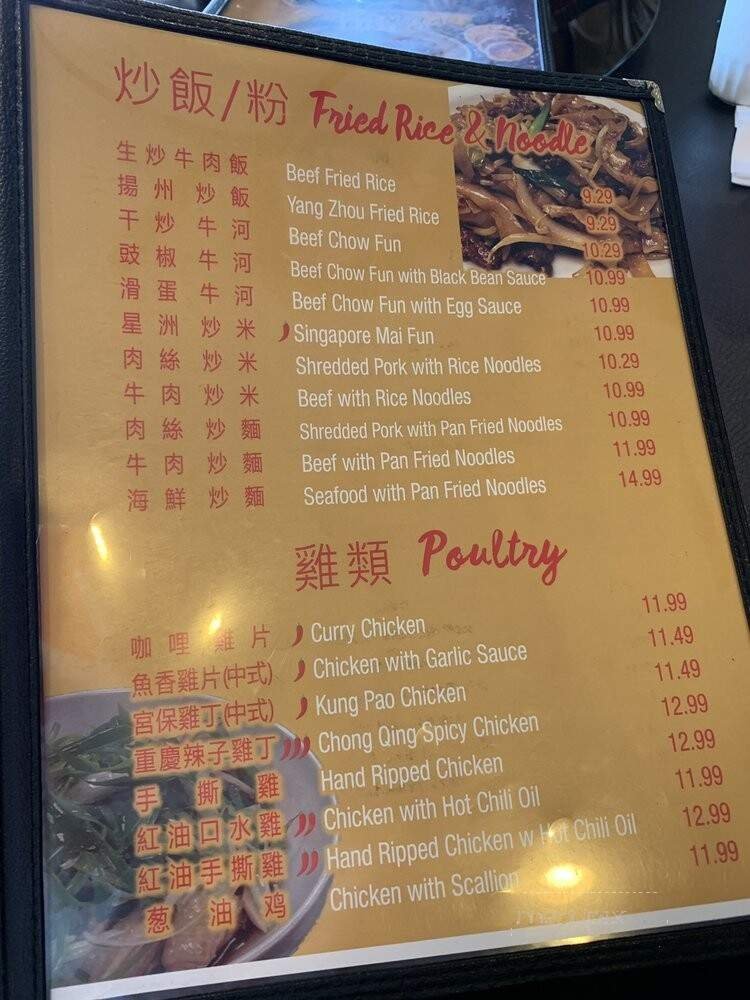 炒飯/粉 Fried Rice & Noodle
生炒牛肉飯 Beef Fried Rice 9.29
揚州炒飯 Yang Zhou Fried Rice 9.29
干炒牛河 Beef Chow Fun 10.29
豉椒牛河 Beef Chow Fun with Black Bean Sauce 10.99
滑蛋牛河 Beef Chow Fun with Egg Sauce 10.99
星洲炒米 Singapore Mai Fun 10.99
肉絲炒米 Shredded Pork with Rice Noodles 10.29
牛肉炒米 Beef with Rice Noodles 10.99
肉絲炒麵 Shredded Pork with Pan Fried Noodles 10.99
牛肉炒麵 Beef with Pan Fried Noodles 11.99
海鮮炒麵 Seafood with Pan Fried Noodles 14.99
雞類 Poultry
咖哩雞片 Curry Chicken 11.99
魚香雞片(中式) Chicken with Garlic Sauce 11.49
宮保雞丁(中式) Kung Pao Chicken 11.49
重慶辣子雞丁 Chong Qing Spicy Chicken 12.99
手撕雞 Hand Ripped Chicken 12.99
紅油口水雞 Chicken with Hot Chili Oil 11.99
紅油手撕雞 Hand Ripped Chicken w Hot Chili Oil 12.99
葱油鸡 Chicken with Scallion 11.99